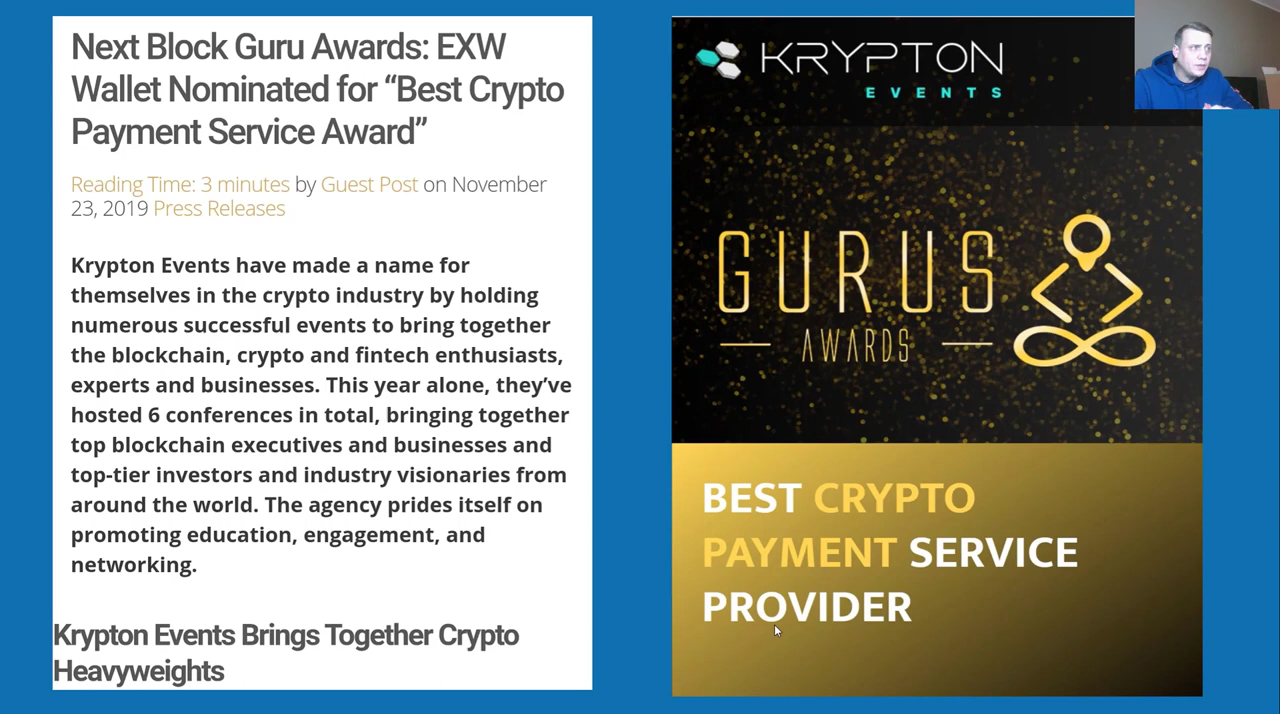 Next Block Guru Awards: EXW
Wallet Nominated for “Best Crypto
Payment Service Award”
Reading Time: 3 minutes by Guest Post on November
23, 2019 Press Releases
Krypton Events have made a name for
themselves in the crypto industry by holding
numerous successful events to bring together
the blockchain, crypto and fintech enthusiasts,
experts and businesses. This year alone, they’ve
hosted 6 conferences in total, bringing together
top blockchain executives and businesses and
top-tier investors and industry visionaries from
around the world. The agency prides itself on
promoting education, engagement, and
networking.
Krypton Events Brings Together Crypto
Heavyweights
KRYPTON
EVENTS
GURUS
AWARDS
BEST CRYPTO
PAYMENT SERVICE
PROVIDER